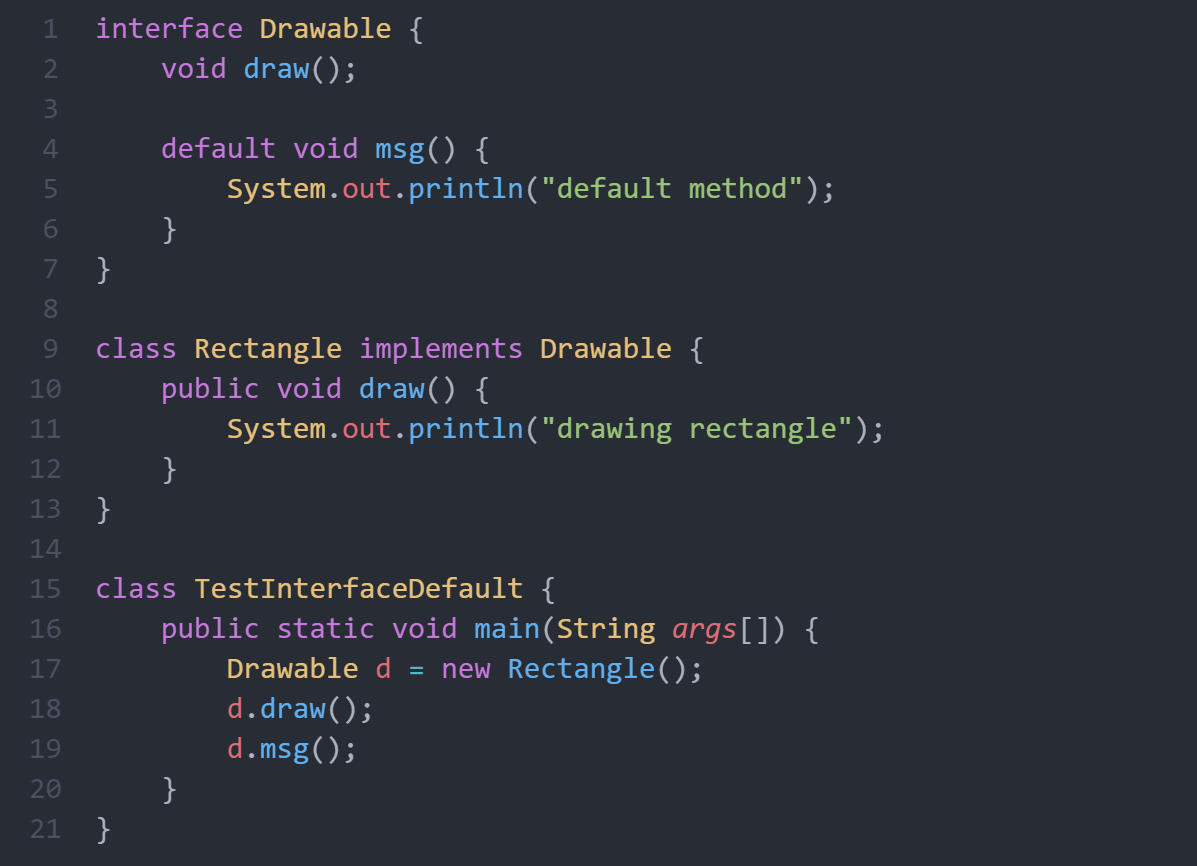 1 interface Drawable {
2     void draw();
3
4     default void msg() {
5         System.out.println("default method");
6     }
7 }
8
9 class Rectangle implements Drawable {
10     public void draw() {
11         System.out.println("drawing rectangle");
12     }
13 }
14
15 class TestInterfaceDefault {
16     public static void main(String args[]) {
17         Drawable d = new Rectangle();
18         d.draw();
19         d.msg();
20     }
21 }